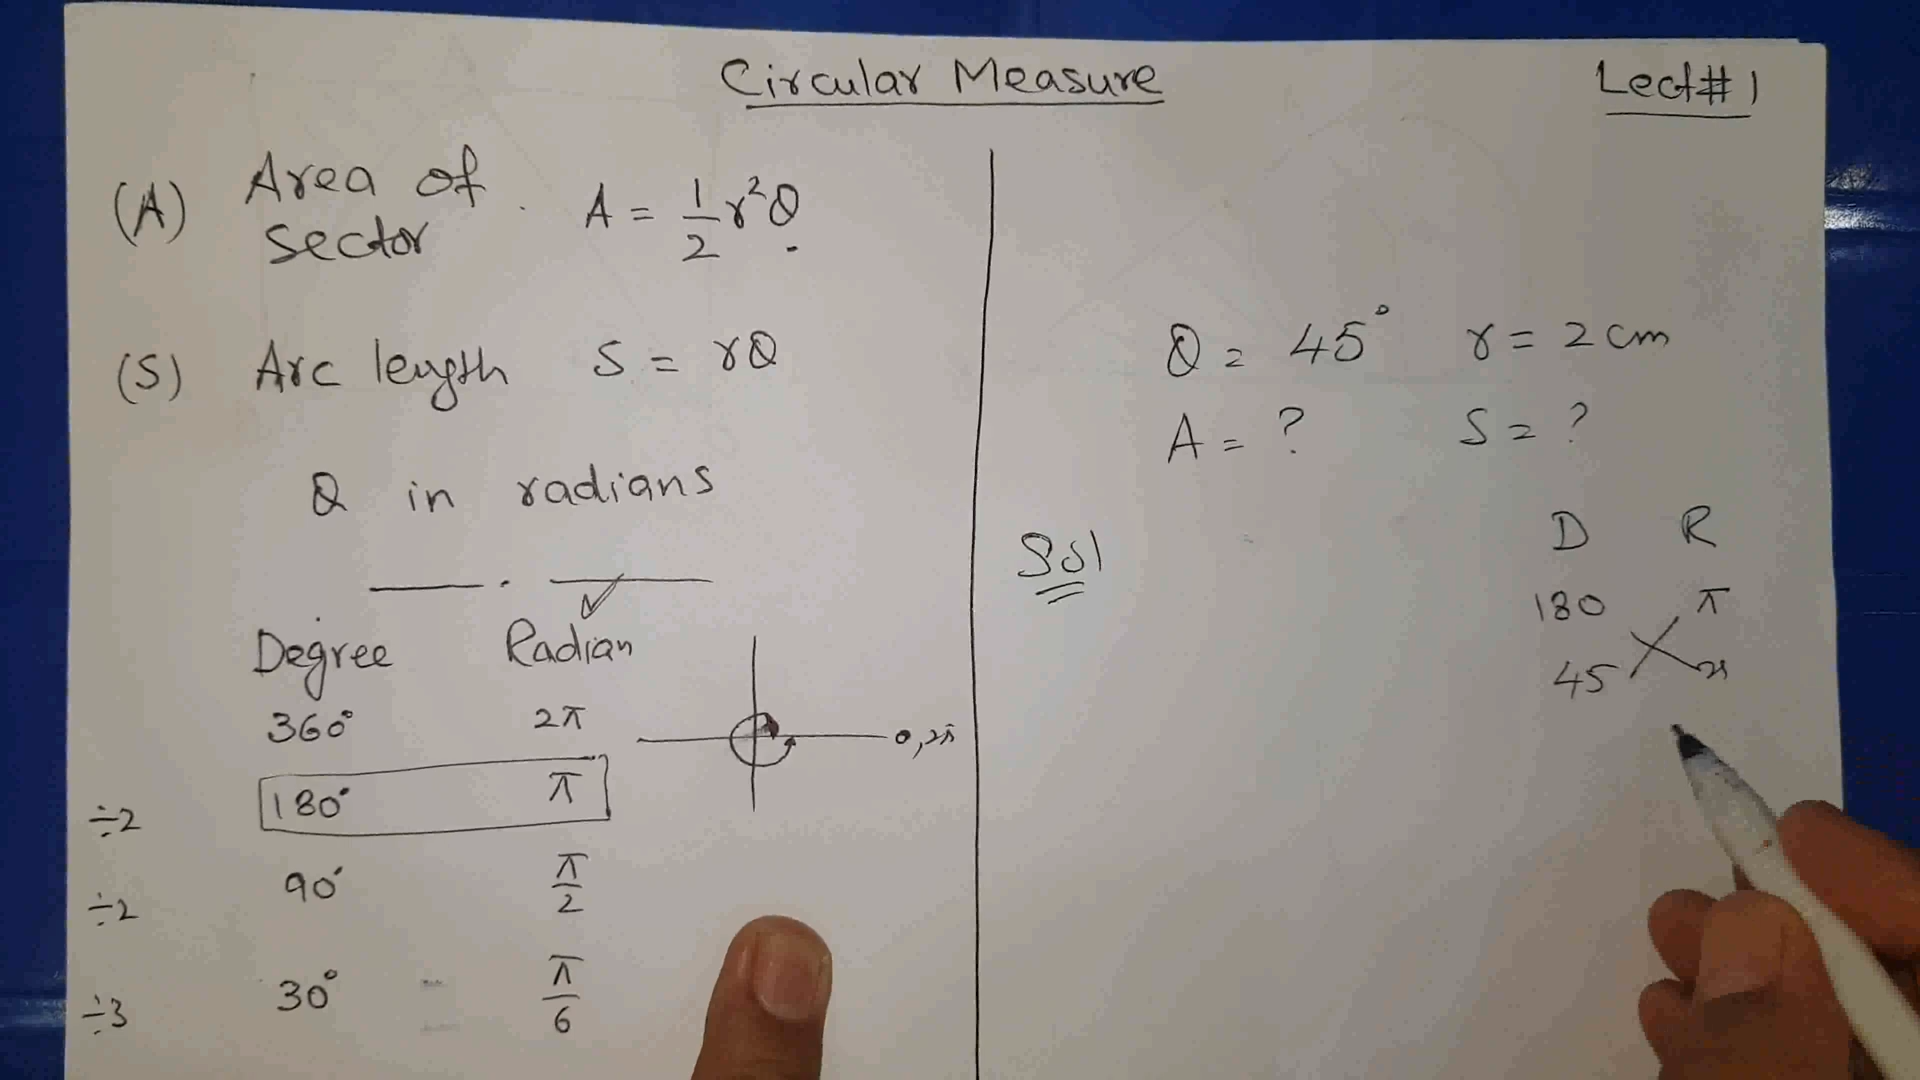 Circular Measure
Lect# 1
(A) Area of sector A = 1/2 r²θ
(S) Arc length S = rθ
θ in radians
Degree Radian
360° 2π
0, 2π
÷2 180° π
÷2 90° π/2
÷3 30° = π/6
θ = 45° r = 2 cm
A = ? S = ?
Sol
D R
180 π
45 x